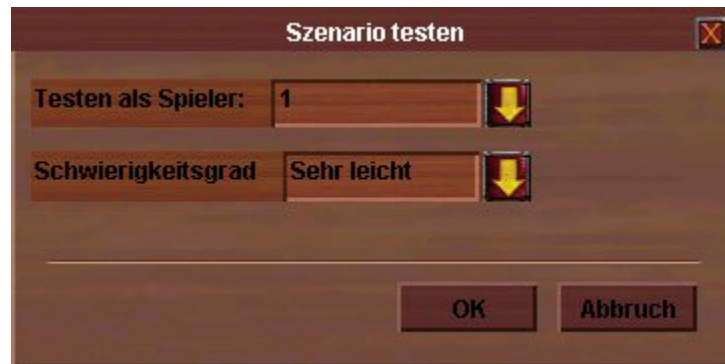 Szenario testen
Testen als Spieler: 1
Schwierigkeitsgrad Sehr leicht
OK Abbruch